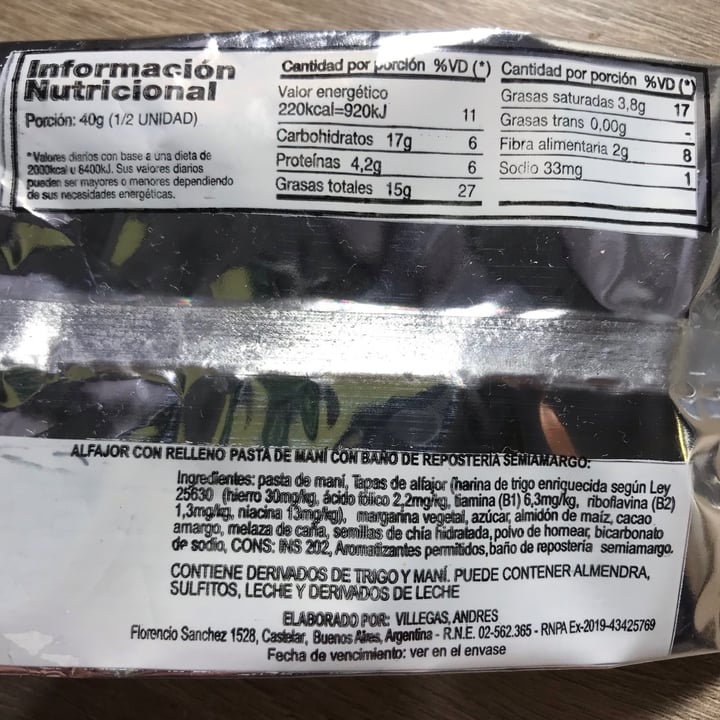 Información
Nutricional
Porción: 40g (1/2 UNIDAD)
*Valores diarios con base a una dieta de
2000kcal u 8400kJ. Sus valores diarios
pueden ser mayores o menores dependiendo
de sus necesidades energéticas.
Cantidad por porción %VD (*)
Valor energético
220kcal=920kJ 11
Carbohidratos 17g 6
Proteínas 4,2g 6
Grasas totales 15g 27
Cantidad por porción %VD (*)
Grasas saturadas 3,8g 17
Grasas trans 0,00g -
Fibra alimentaria 2g 8
Sodio 33mg 1
ALFAJOR CON RELLENO PASTA DE MANÍ CON BAÑO DE REPOSTERÍA SEMIAMARGO:
Ingredientes: pasta de maní, Tapas de alfajor (harina de trigo enriquecida según Ley
25630 (hierro 30mg/kg, ácido fólico 2,2mg/kg, tiamina (B1) 6,3mg/kg, riboflavina (B2)
1,3mg/kg, niacina 13mg/kg), margarina vegetal, azúcar, almidón de maíz, cacao
amargo, melaza de caña, semillas de chía hidratada, polvo de hornear, bicarbonato
de sodio, CONS: INS 202, Aromatizantes permitidos, baño de repostería semiamargo.
CONTIENE DERIVADOS DE TRIGO Y MANÍ. PUEDE CONTENER ALMENDRA,
SULFITOS, LECHE Y DERIVADOS DE LECHE
ELABORADO POR: VILLEGAS, ANDRES
Florencio Sanchez 1528, Castelar, Buenos Aires, Argentina - R.N.E. 02-562.365 - RNPA Ex-2019-43425769
Fecha de vencimiento: ver en el envase